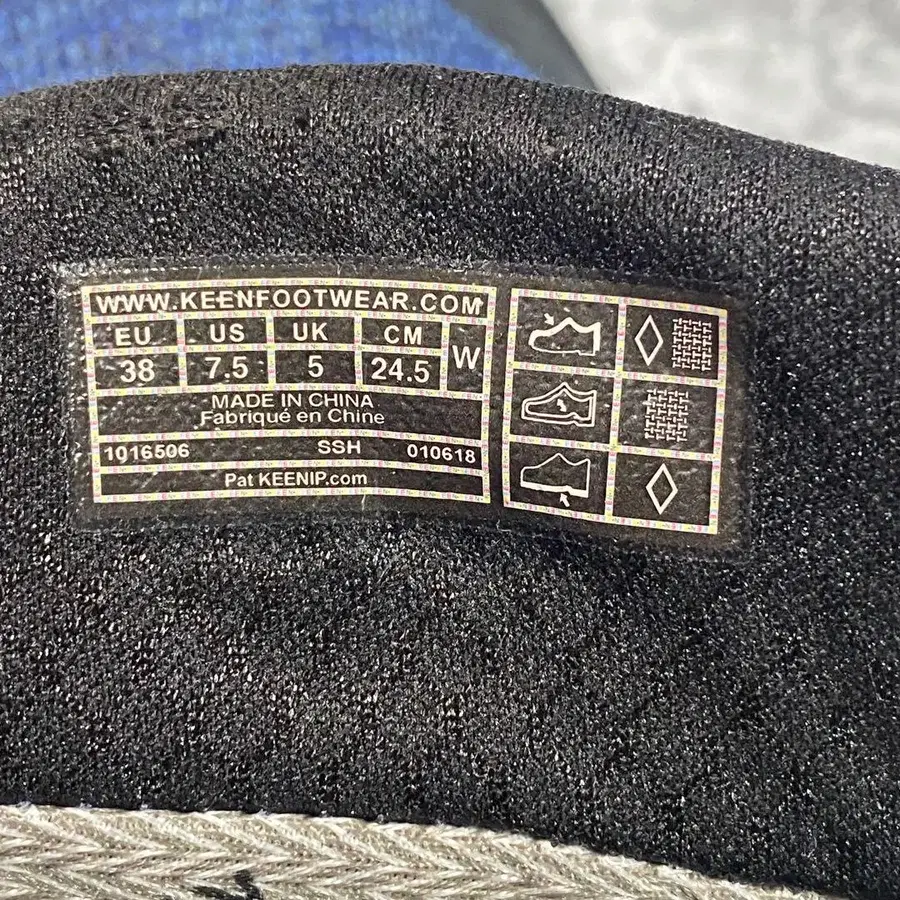 WWW.KEENFOOTWEAR.COM
EU US UK CM W
38 7.5 5 24.5
MADE IN CHINA
Fabriqué en Chine
1016506 SSH 010618
Pat KEENIP.com